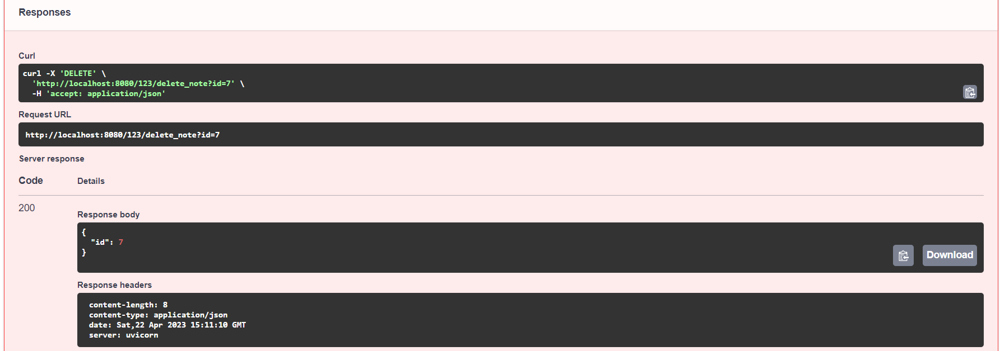 Responses
Curl
curl -X 'DELETE' \
  'http://localhost:8080/123/delete_note?id=7' \
  -H 'accept: application/json'
Request URL
http://localhost:8080/123/delete_note?id=7
Server response
Code Details
200
Response body
{
  "id": 7
}
Download
Response headers
content-length: 8
content-type: application/json
date: Sat,22 Apr 2023 15:11:10 GMT
server: uvicorn